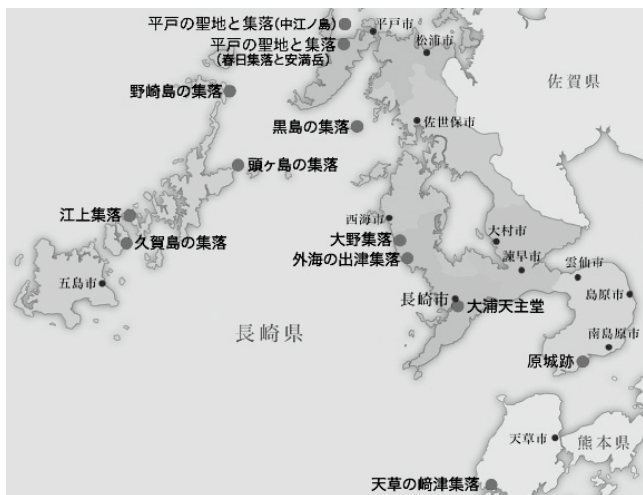 平戸の聖地と集落(中江ノ島)
平戸市
平戸の聖地と集落
(春日集落と安満岳)
松浦市
佐賀県
野崎島の集落
黒島の集落
佐世保市
頭ヶ島の集落
江上集落
西海市
大村市
久賀島の集落
大野集落
外海の出津集落
諫早市
雲仙市
五島市
長崎市
大浦天主堂
島原市
長崎県
南島原市
原城跡
天草市
熊本県
天草の﨑津集落